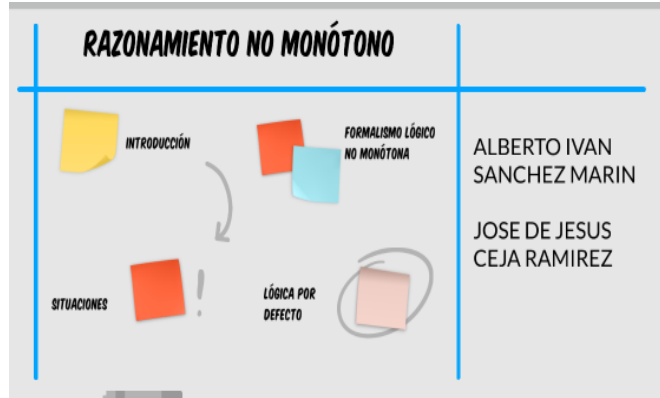 RAZONAMIENTO NO MONÓTONO
INTRODUCCIÓN
FORMALISMO LÓGICO
NO MONÓTONA
SITUACIONES
!
LÓGICA POR
DEFECTO
ALBERTO IVAN
SANCHEZ MARIN
JOSE DE JESUS
CEJA RAMIREZ